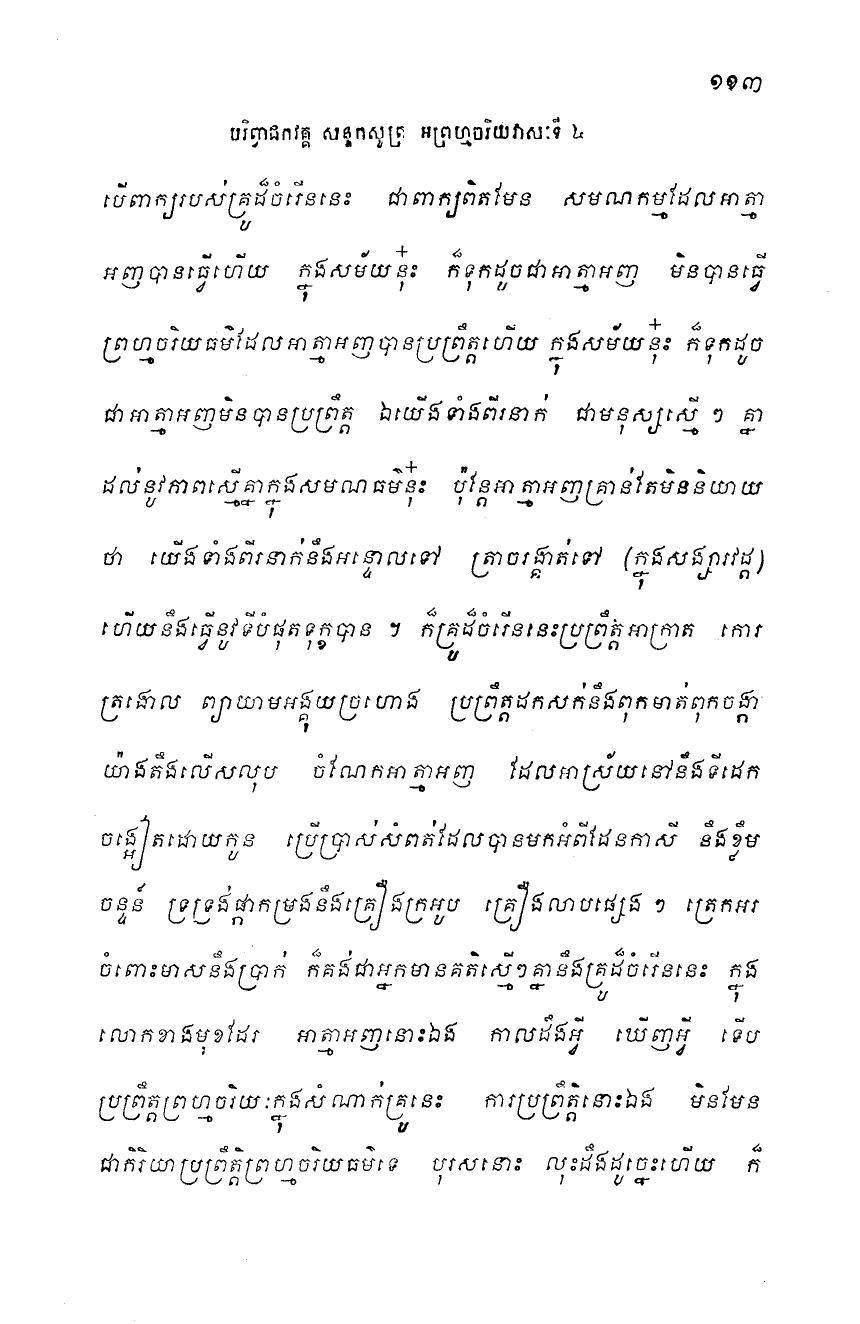 ១១៣
បរិព្វាជកវគ្គ សន្ទកសូត្រ អព្រហ្មចរិយវាសៈទី ៤
បើពាក្យរបស់គ្រូដ៏ចំរើននេះ ជាពាក្យពិតមែន សមណកម្មដែលអាត្មា
អញបានធ្វើហើយ ក្នុងសម័យនុ៎ះ ក៏ទុកដូចជាអាត្មាអញ មិនបានធ្វើ
ព្រហ្មចរិយធម៌ដែលអាត្មាអញបានប្រព្រឹត្តហើយ ក្នុងសម័យនុ៎ះ ក៏ទុកដូច
ជាអាត្មាអញមិនបានប្រព្រឹត្ត ឯយើងទាំងពីរនាក់ ជាមនុស្សស្មើ ៗ គ្នា
ដល់នូវភាពស្មើគ្នាក្នុងសមណធម៌នុ៎ះ ប៉ុន្តែអាត្មាអញគ្រាន់តែមិននិយាយ
ថា យើងទាំងពីរនាក់នឹងអន្ទោលទៅ ត្រាច់រង្គាត់ទៅ (ក្នុងសង្សារវដ្ត)
ហើយនឹងធ្វើនូវទីបំផុតទុក្ខបាន ។ ក៏គ្រូដ៏ចំរើននេះប្រព្រឹត្តអាក្រាត កោរ
ត្រងោល ព្យាយាមអង្គុយច្រហោង ប្រព្រឹត្តដកសក់នឹងពុកមាត់ពុកចង្កា
យ៉ាងតឹងលើសលុប ចំណែកអាត្មាអញ ដែលអាស្រ័យនៅនឹងទីដេក
ចង្អៀតដោយកូន ប្រើប្រាស់សំពត់ដែលបានមកអំពីដែនកាសី នឹងខ្លឹម
ចន្ទន៍ ទ្រទ្រង់ផ្កាកម្រងនឹងគ្រឿងក្រអូប គ្រឿងលាបផ្សេង ៗ ត្រេកអរ
ចំពោះមាសនឹងប្រាក់ ក៏គង់ជាអ្នកមានគតិស្មើៗគ្នានឹងគ្រូដ៏ចំរើននេះ ក្នុង
លោកខាងមុខដែរ អាត្មាអញនោះឯង កាលដឹងអ្វី ឃើញអ្វី ទើប
ប្រព្រឹត្តព្រហ្មចរិយៈក្នុងសំណាក់គ្រូនេះ ការប្រព្រឹត្តិនោះឯង មិនមែន
ជាកិរិយាប្រព្រឹត្តិព្រហ្មចរិយធម៌ទេ បុរសនោះ លុះដឹងដូច្នេះហើយ ក៏